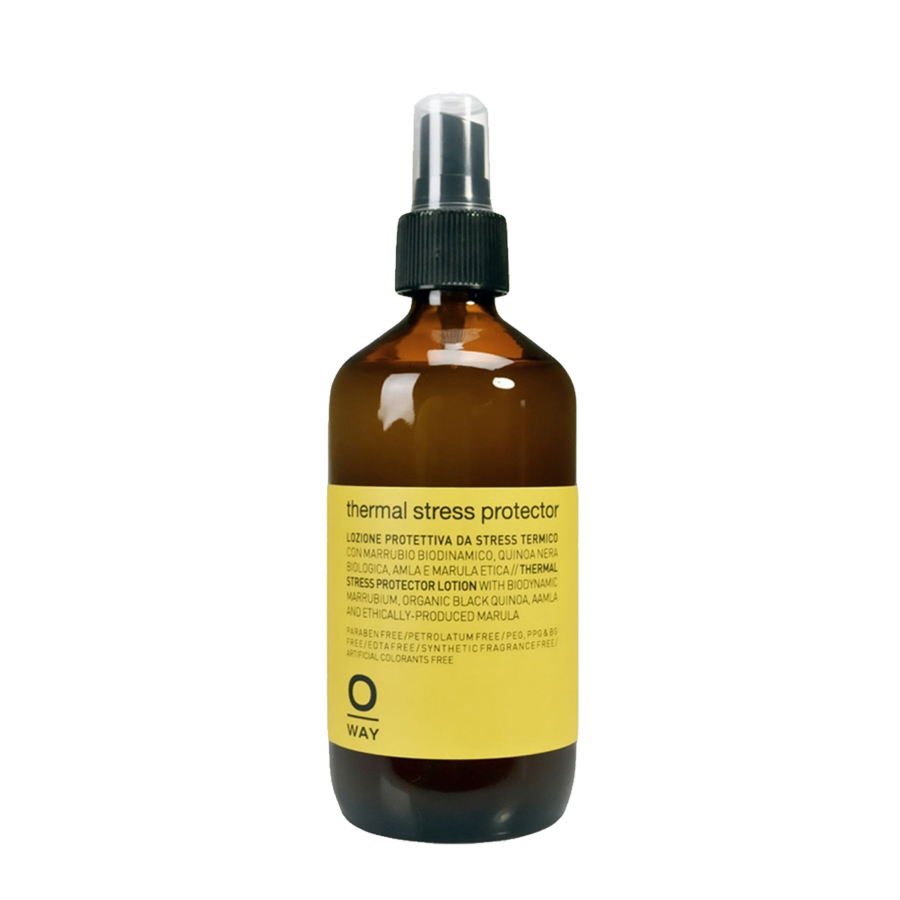 thermal stress protector
LOZIONE PROTETTIVA DA STRESS TERMICO
CON MARRUBIO BIODINAMICO, QUINOA NERA
BIOLOGICA, AMLA E MARULA ETICA // THERMAL
STRESS PROTECTOR LOTION WITH BIODYNAMIC
MARRUBIUM, ORGANIC BLACK QUINOA, AAMLA
AND ETHICALLY-PRODUCED MARULA
PARABEN FREE/PETROLATUM FREE/PEG, PPG & BG
FREE/EDTA FREE/SYNTHETIC FRAGRANCE FREE/
ARTIFICIAL COLORANTS FREE
O
WAY